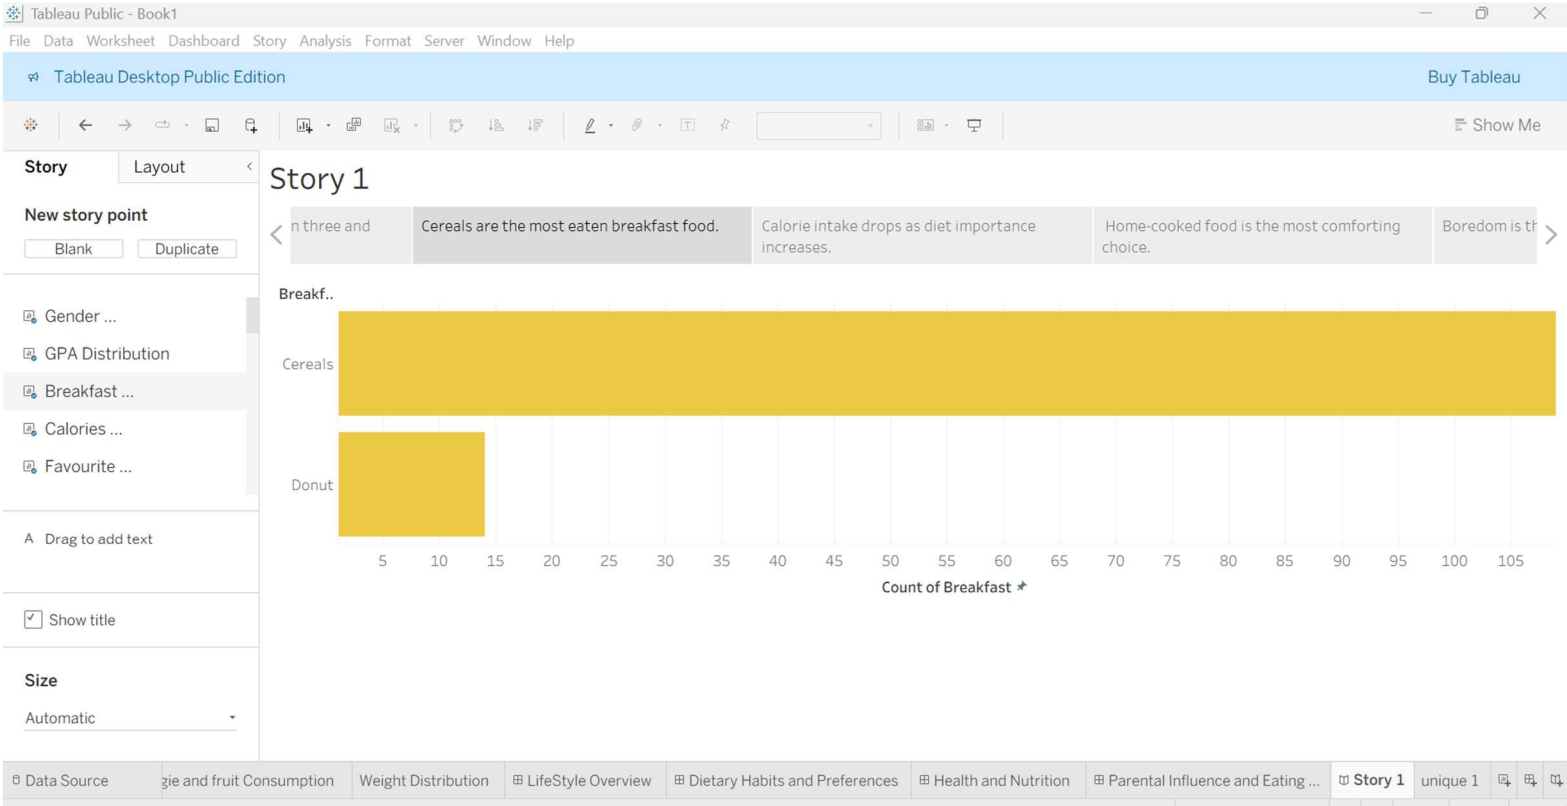 Tableau Public - Book1
File Data Worksheet Dashboard Story Analysis Format Server Window Help
Tableau Desktop Public Edition
Buy Tableau
Show Me
Story
Layout
Story 1
New story point
Blank
Duplicate
n three and
Cereals are the most eaten breakfast food.
Calorie intake drops as diet importance
increases.
Home-cooked food is the most comforting
choice.
Boredom is th
Gender ...
GPA Distribution
Breakfast ...
Calories ...
Favourite ...
A Drag to add text
Show title
Size
Automatic
Breakf..
Cereals
Donut
5 10 15 20 25 30 35 40 45 50 55 60 65 70 75 80 85 90 95 100 105
Count of Breakfast
Data Source
gie and fruit Consumption
Weight Distribution
LifeStyle Overview
Dietary Habits and Preferences
Health and Nutrition
Parental Influence and Eating ...
Story 1
unique 1